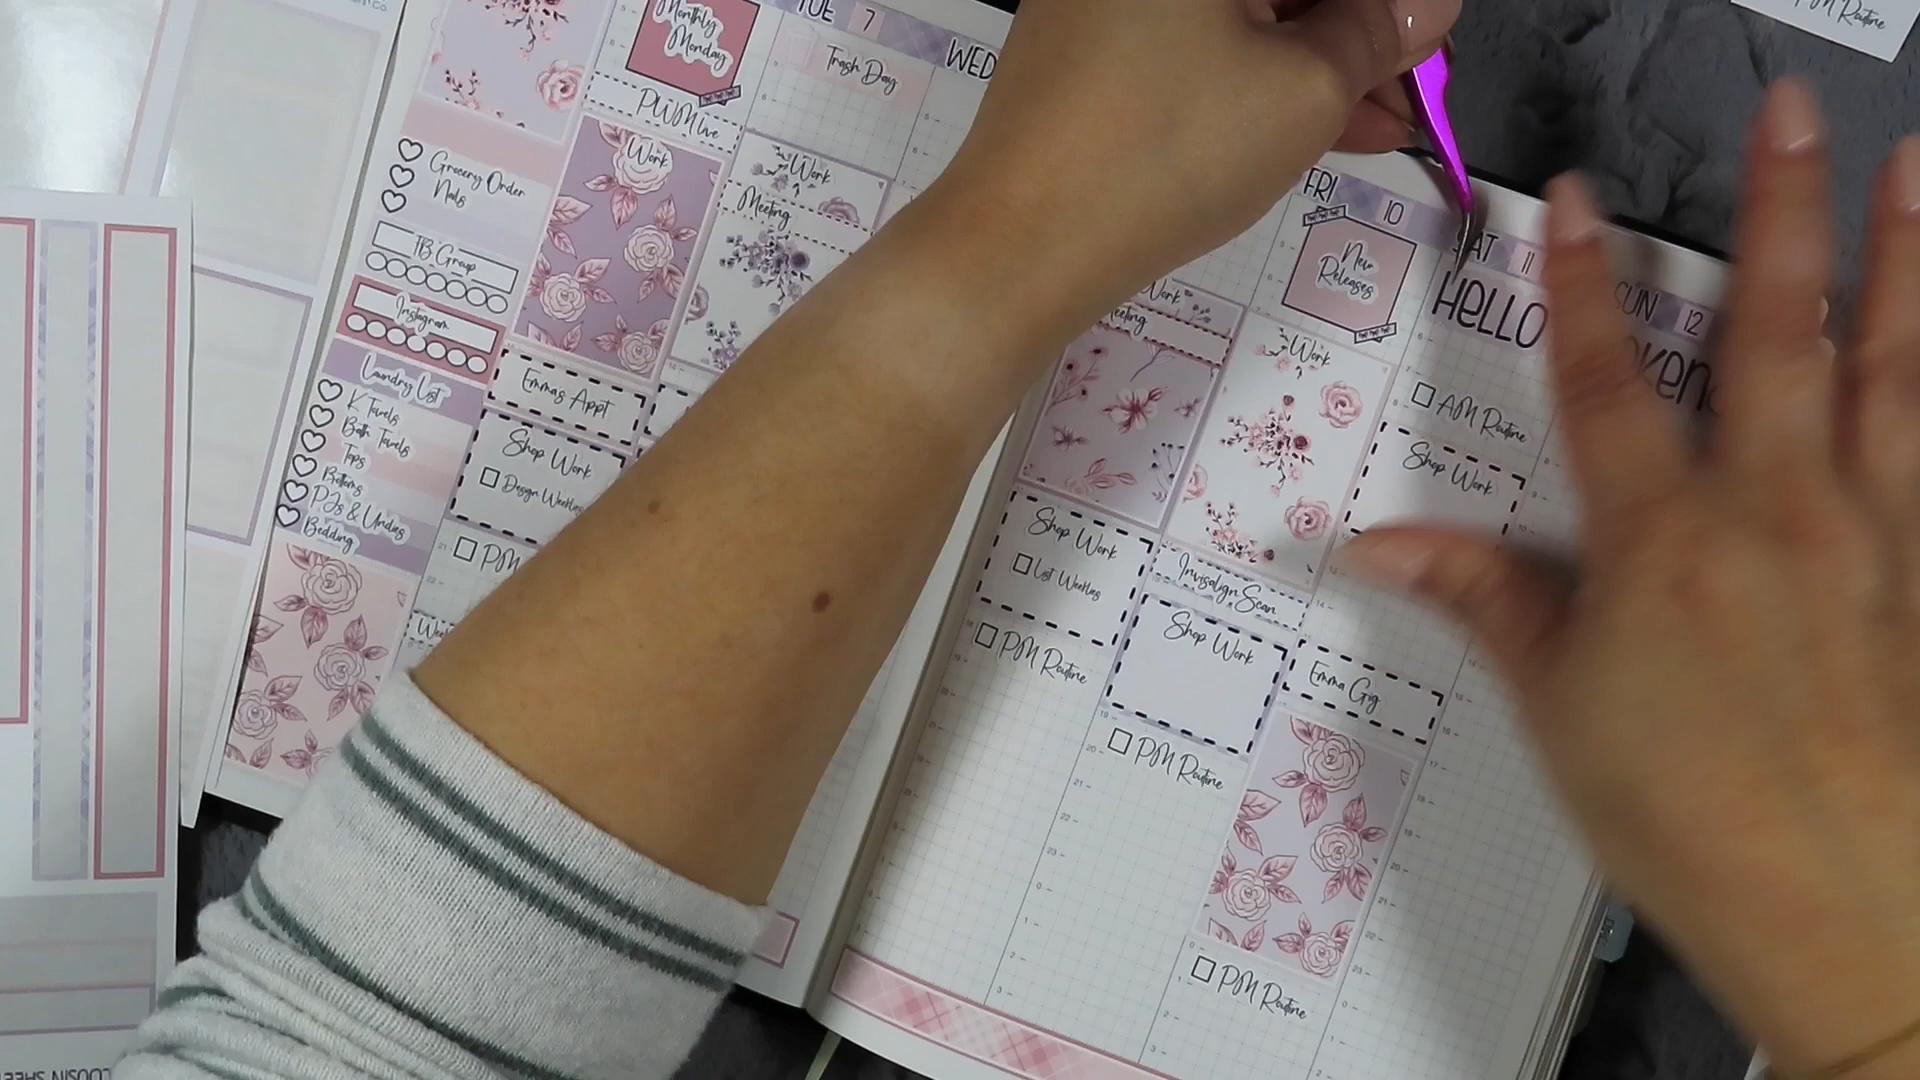 Grocery Order
Nails
TB Group
Instagram
Laundry List
K Towels
Bath Towels
Tops
Bottoms
PJs & Undies
Bedding
Monthly
Monday
PWM live
Work
Emma's Appt
Shop Work
Design Weeklies
PM
TUE 7
Trash Day
Work
Meeting
WED
Work
Meeting
Shop Work
List Weeklies
PM Routine
FRI 10
New
Releases
Work
Invisalign Scan
Shop Work
PM Routine
SAT 11
HELLO
AM Routine
Shop Work
Emma Gig
PM Routine
SUN 12
PM Routine